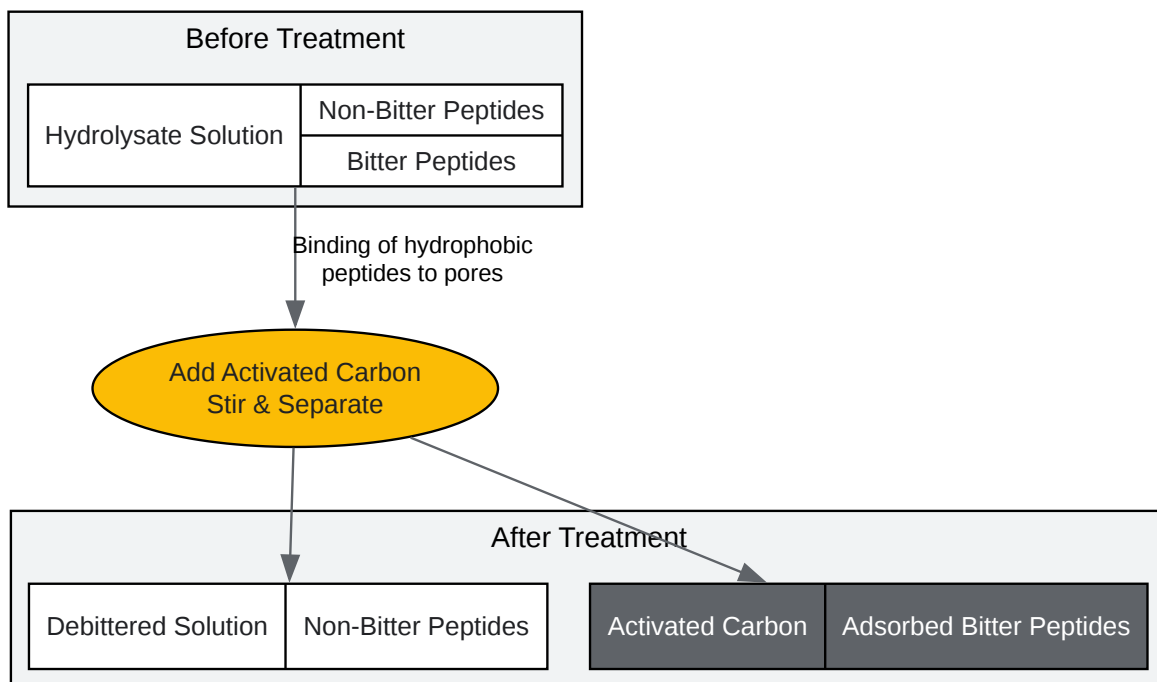 Before Treatment
Hydrolysate Solution
Non-Bitter Peptides
Bitter Peptides
Binding of hydrophobic
peptides to pores
Add Activated Carbon
Stir & Separate
After Treatment
Debittered Solution
Non-Bitter Peptides
Activated Carbon
Adsorbed Bitter Peptides